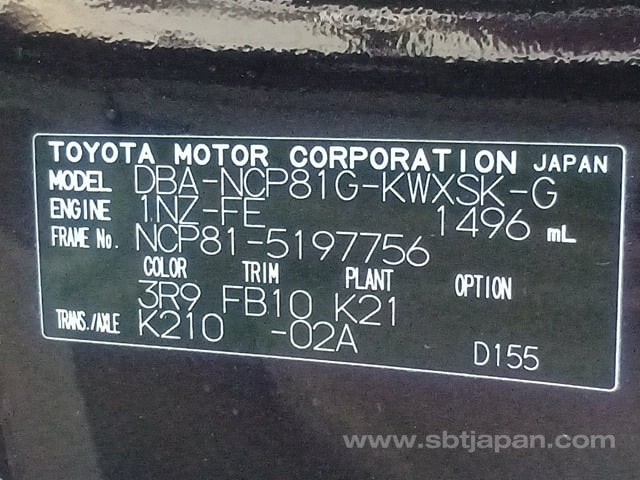 TOYOTA MOTOR CORPORATION JAPAN
MODEL DBA-NCP81G-KWXSK-G
ENGINE 1NZ-FE 1496 mL
FRAME No. NCP81-5197756
COLOR TRIM PLANT OPTION
3R9 FB10 K21
TRANS./AXLE K210 -02A
D155
www.sbtjapan.com